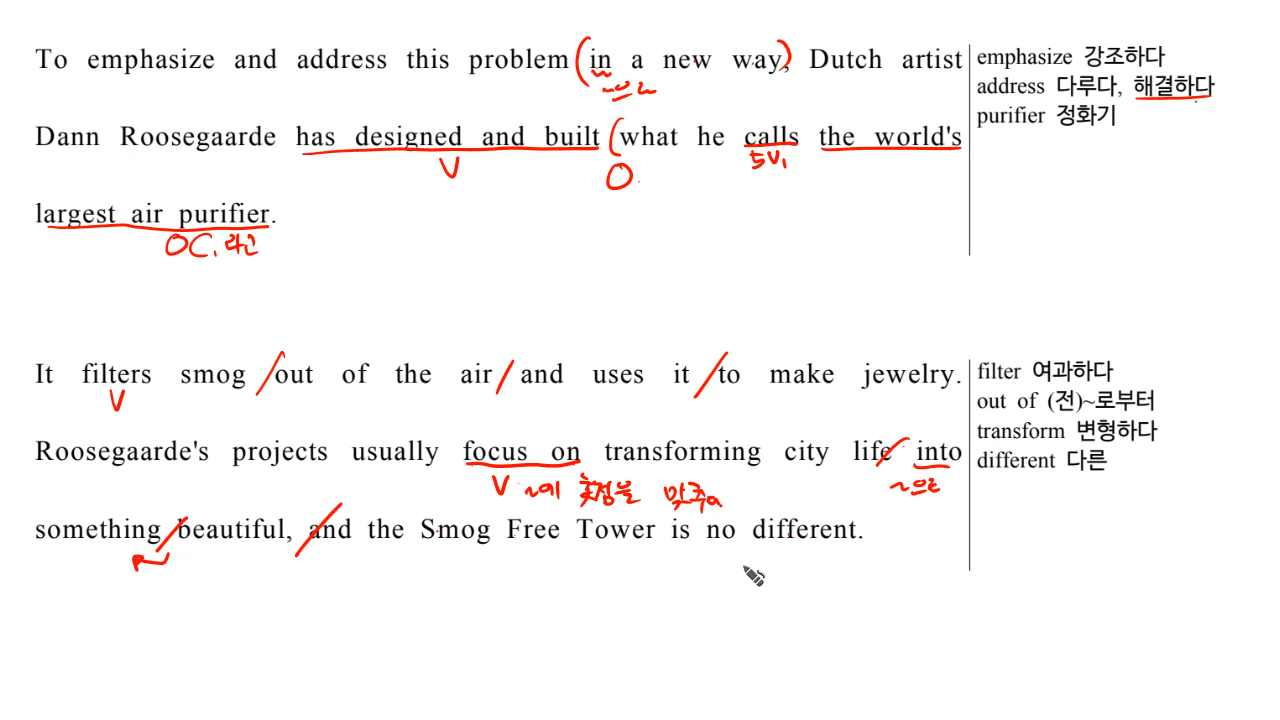 To emphasize and address this problem (in a new way), Dutch artist
~으로
Dann Roosegaarde has designed and built (what he calls the world's
V
O
5V,
largest air purifier.
OC, 라고
emphasize 강조하다
address 다루다, 해결하다
purifier 정화기
It filters smog / out of the air / and uses it / to make jewelry.
V
Roosegaarde's projects usually focus on transforming city life / into
V ~에 초점을 맞추다
~으로
something / beautiful, / and the Smog Free Tower is no different.
filter 여과하다
out of (전)~로부터
transform 변형하다
different 다른